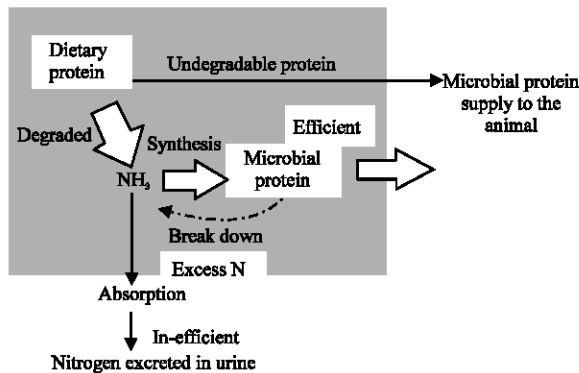 Dietary
protein
Undegradable protein
Microbial protein
supply to the
animal
Degraded
Synthesis
Efficient
Microbial
protein
NH₃
Break down
Excess N
Absorption
In-efficient
Nitrogen excreted in urine